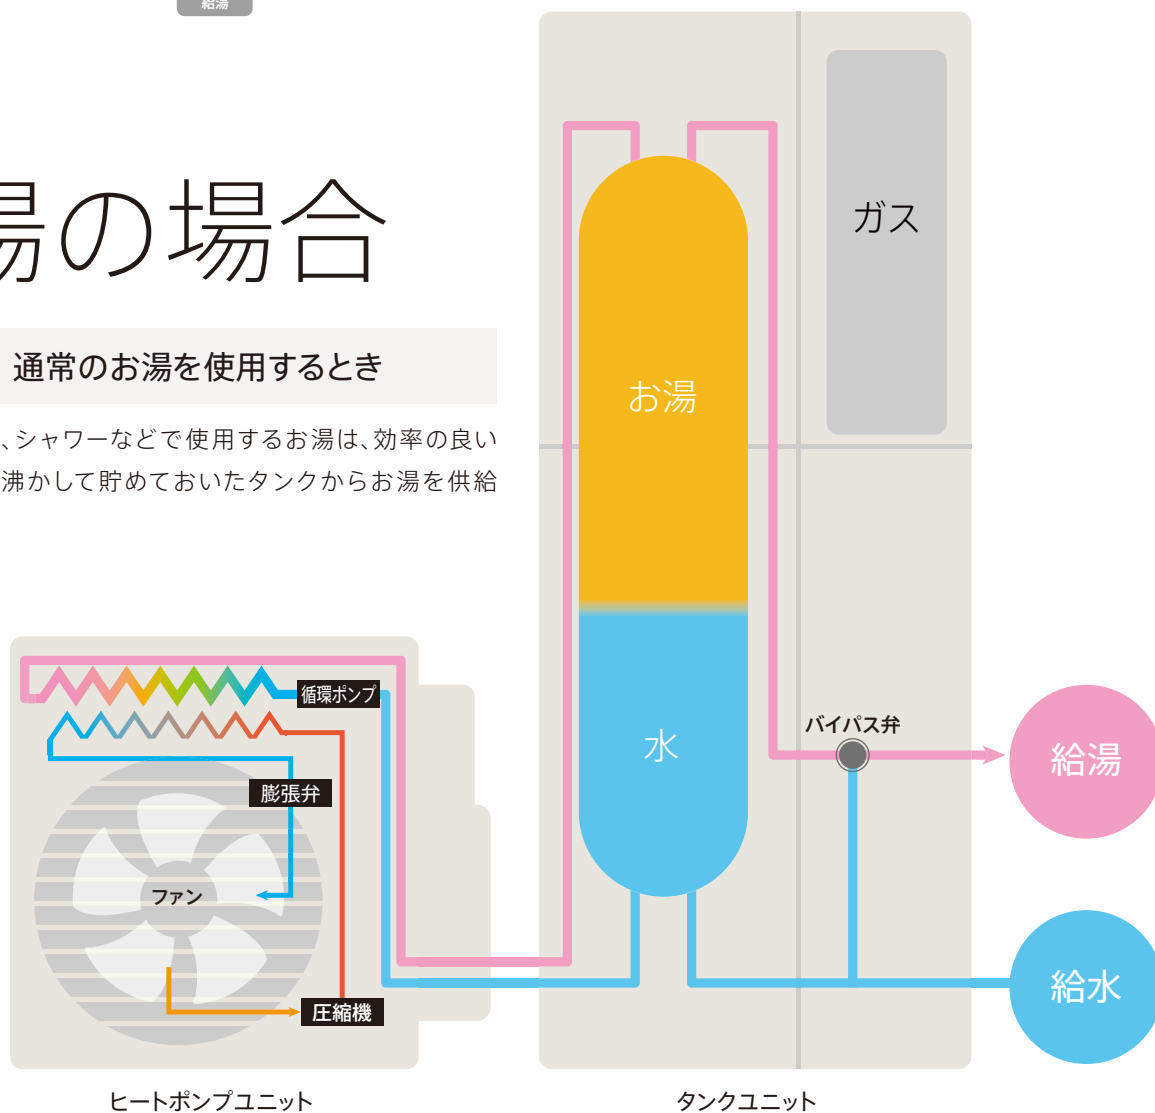 給湯
湯の場合
通常のお湯を使用するとき
、シャワーなどで使用するお湯は、効率の良い
沸かして貯めておいたタンクからお湯を供給
ガス
お湯
水
循環ポンプ
膨張弁
ファン
圧縮機
バイパス弁
給湯
給水
ヒートポンプユニット
タンクユニット